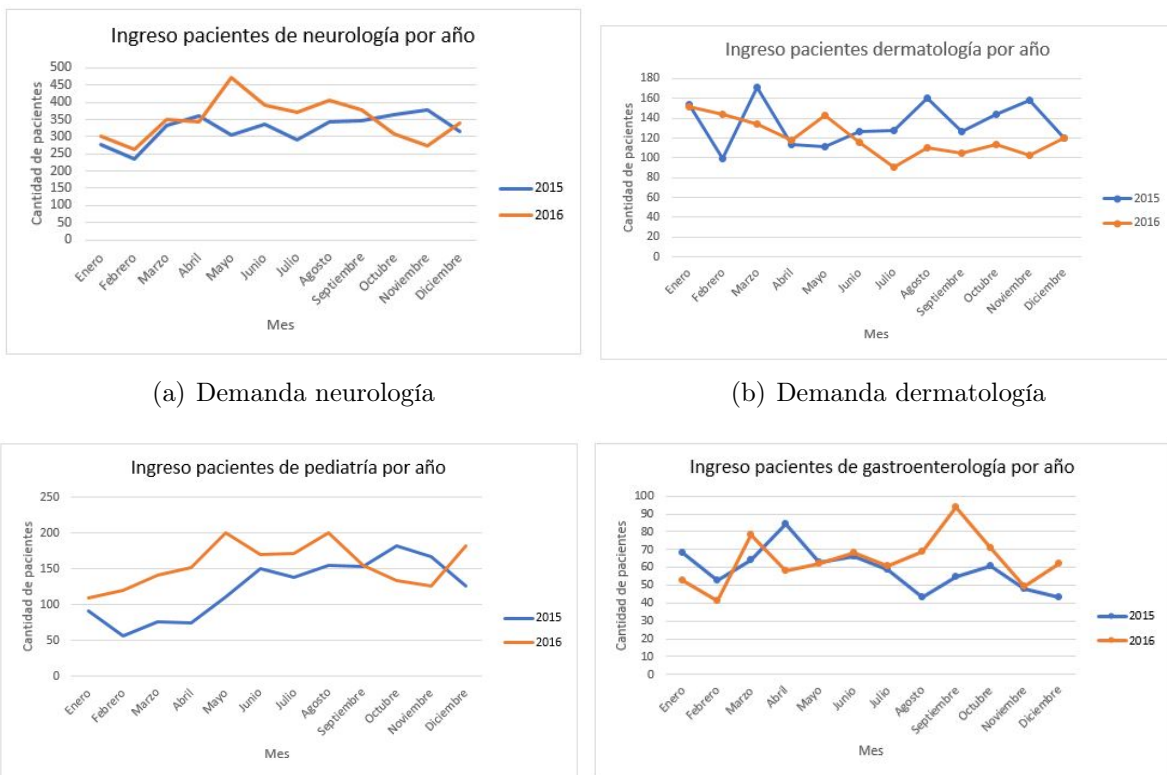 Ingreso pacientes de neurología por año
Cantidad de pacientes
500
450
400
350
300
250
200
150
100
50
0
Enero
Febrero
Marzo
Abril
Mayo
Junio
Julio
Agosto
Septiembre
Octubre
Noviembre
Diciembre
Mes
2015
2016
(a) Demanda neurología
Ingreso pacientes dermatología por año
Cantidad de pacientes
180
160
140
120
100
80
60
40
20
0
Enero
Febrero
Marzo
Abril
Mayo
Junio
Julio
Agosto
Septiembre
Octubre
Noviembre
Diciembre
Mes
2015
2016
(b) Demanda dermatología
Ingreso pacientes de pediatría por año
Cantidad de pacientes
250
200
150
100
50
0
Enero
Febrero
Marzo
Abril
Mayo
Junio
Julio
Agosto
Septiembre
Octubre
Noviembre
Diciembre
Mes
2015
2016
Ingreso pacientes de gastroenterología por año
Cantidad de pacientes
100
90
80
70
60
50
40
30
20
10
0
Enero
Febrero
Marzo
Abril
Mayo
Junio
Julio
Agosto
Septiembre
Octubre
Noviembre
Diciembre
Mes
2015
2016